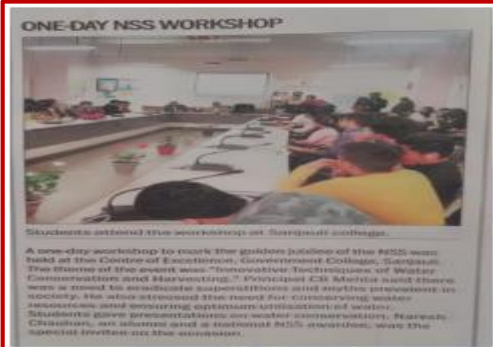 ONE-DAY NSS WORKSHOP
Students attend the workshop at Sanjauli college.
A one-day workshop to mark the golden jubilee of the NSS was
held at the Centre of Excellence, Government College, Sanjauli.
The theme of the event was "Innovative Techniques of Water
Conservation and Harvesting." Principal CB Mehta said there
was a need to eradicate superstitions and myths prevalent in
society. He also stressed the need for conserving water
resources and ensuring optimum utilisation of water.
Students gave presentations on water conservation. Naresh
Chauhan, an alumni and a national NSS awardee, was the
special invitee on the occasion.